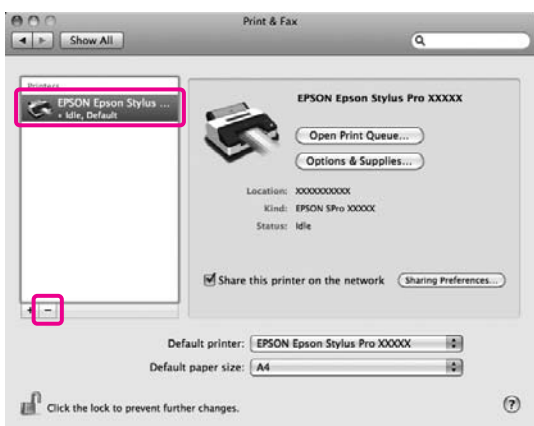 Print & Fax
Show All
Printers
EPSON Epson Stylus ...
• Idle, Default
EPSON Epson Stylus Pro XXXXX
Open Print Queue...
Options & Supplies...
Location: XXXXXXXXXX
Kind: EPSON SPro XXXXX
Status: Idle
Share this printer on the network
Sharing Preferences...
+ −
Default printer: EPSON Epson Stylus Pro XXXXX
Default paper size: A4
Click the lock to prevent further changes.
?